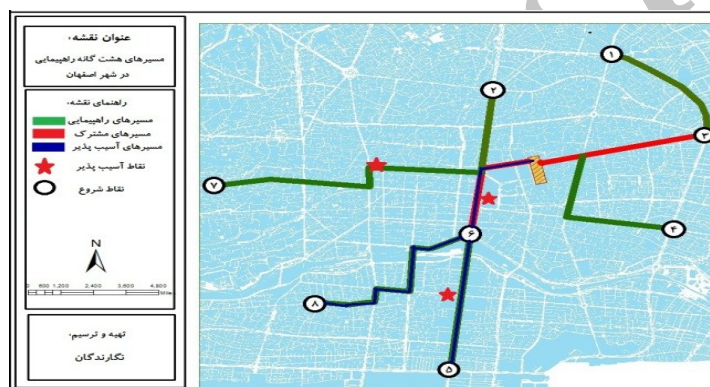 عنوان نقشه:
مسیرهای هشت گانه راهپیمایی
در شهر اصفهان
راهنمای نقشه:
مسیرهای راهپیمایی
مسیرهای مشترک
مسیرهای آسیب پذیر
نقاط آسیب پذیر
نقاط شروع
N
0 600 1,200 2,400 3,600 4,800
تهیه و ترسیم:
نگارندگان
۱
۲
۳
۷
۴
۶
۸
۵